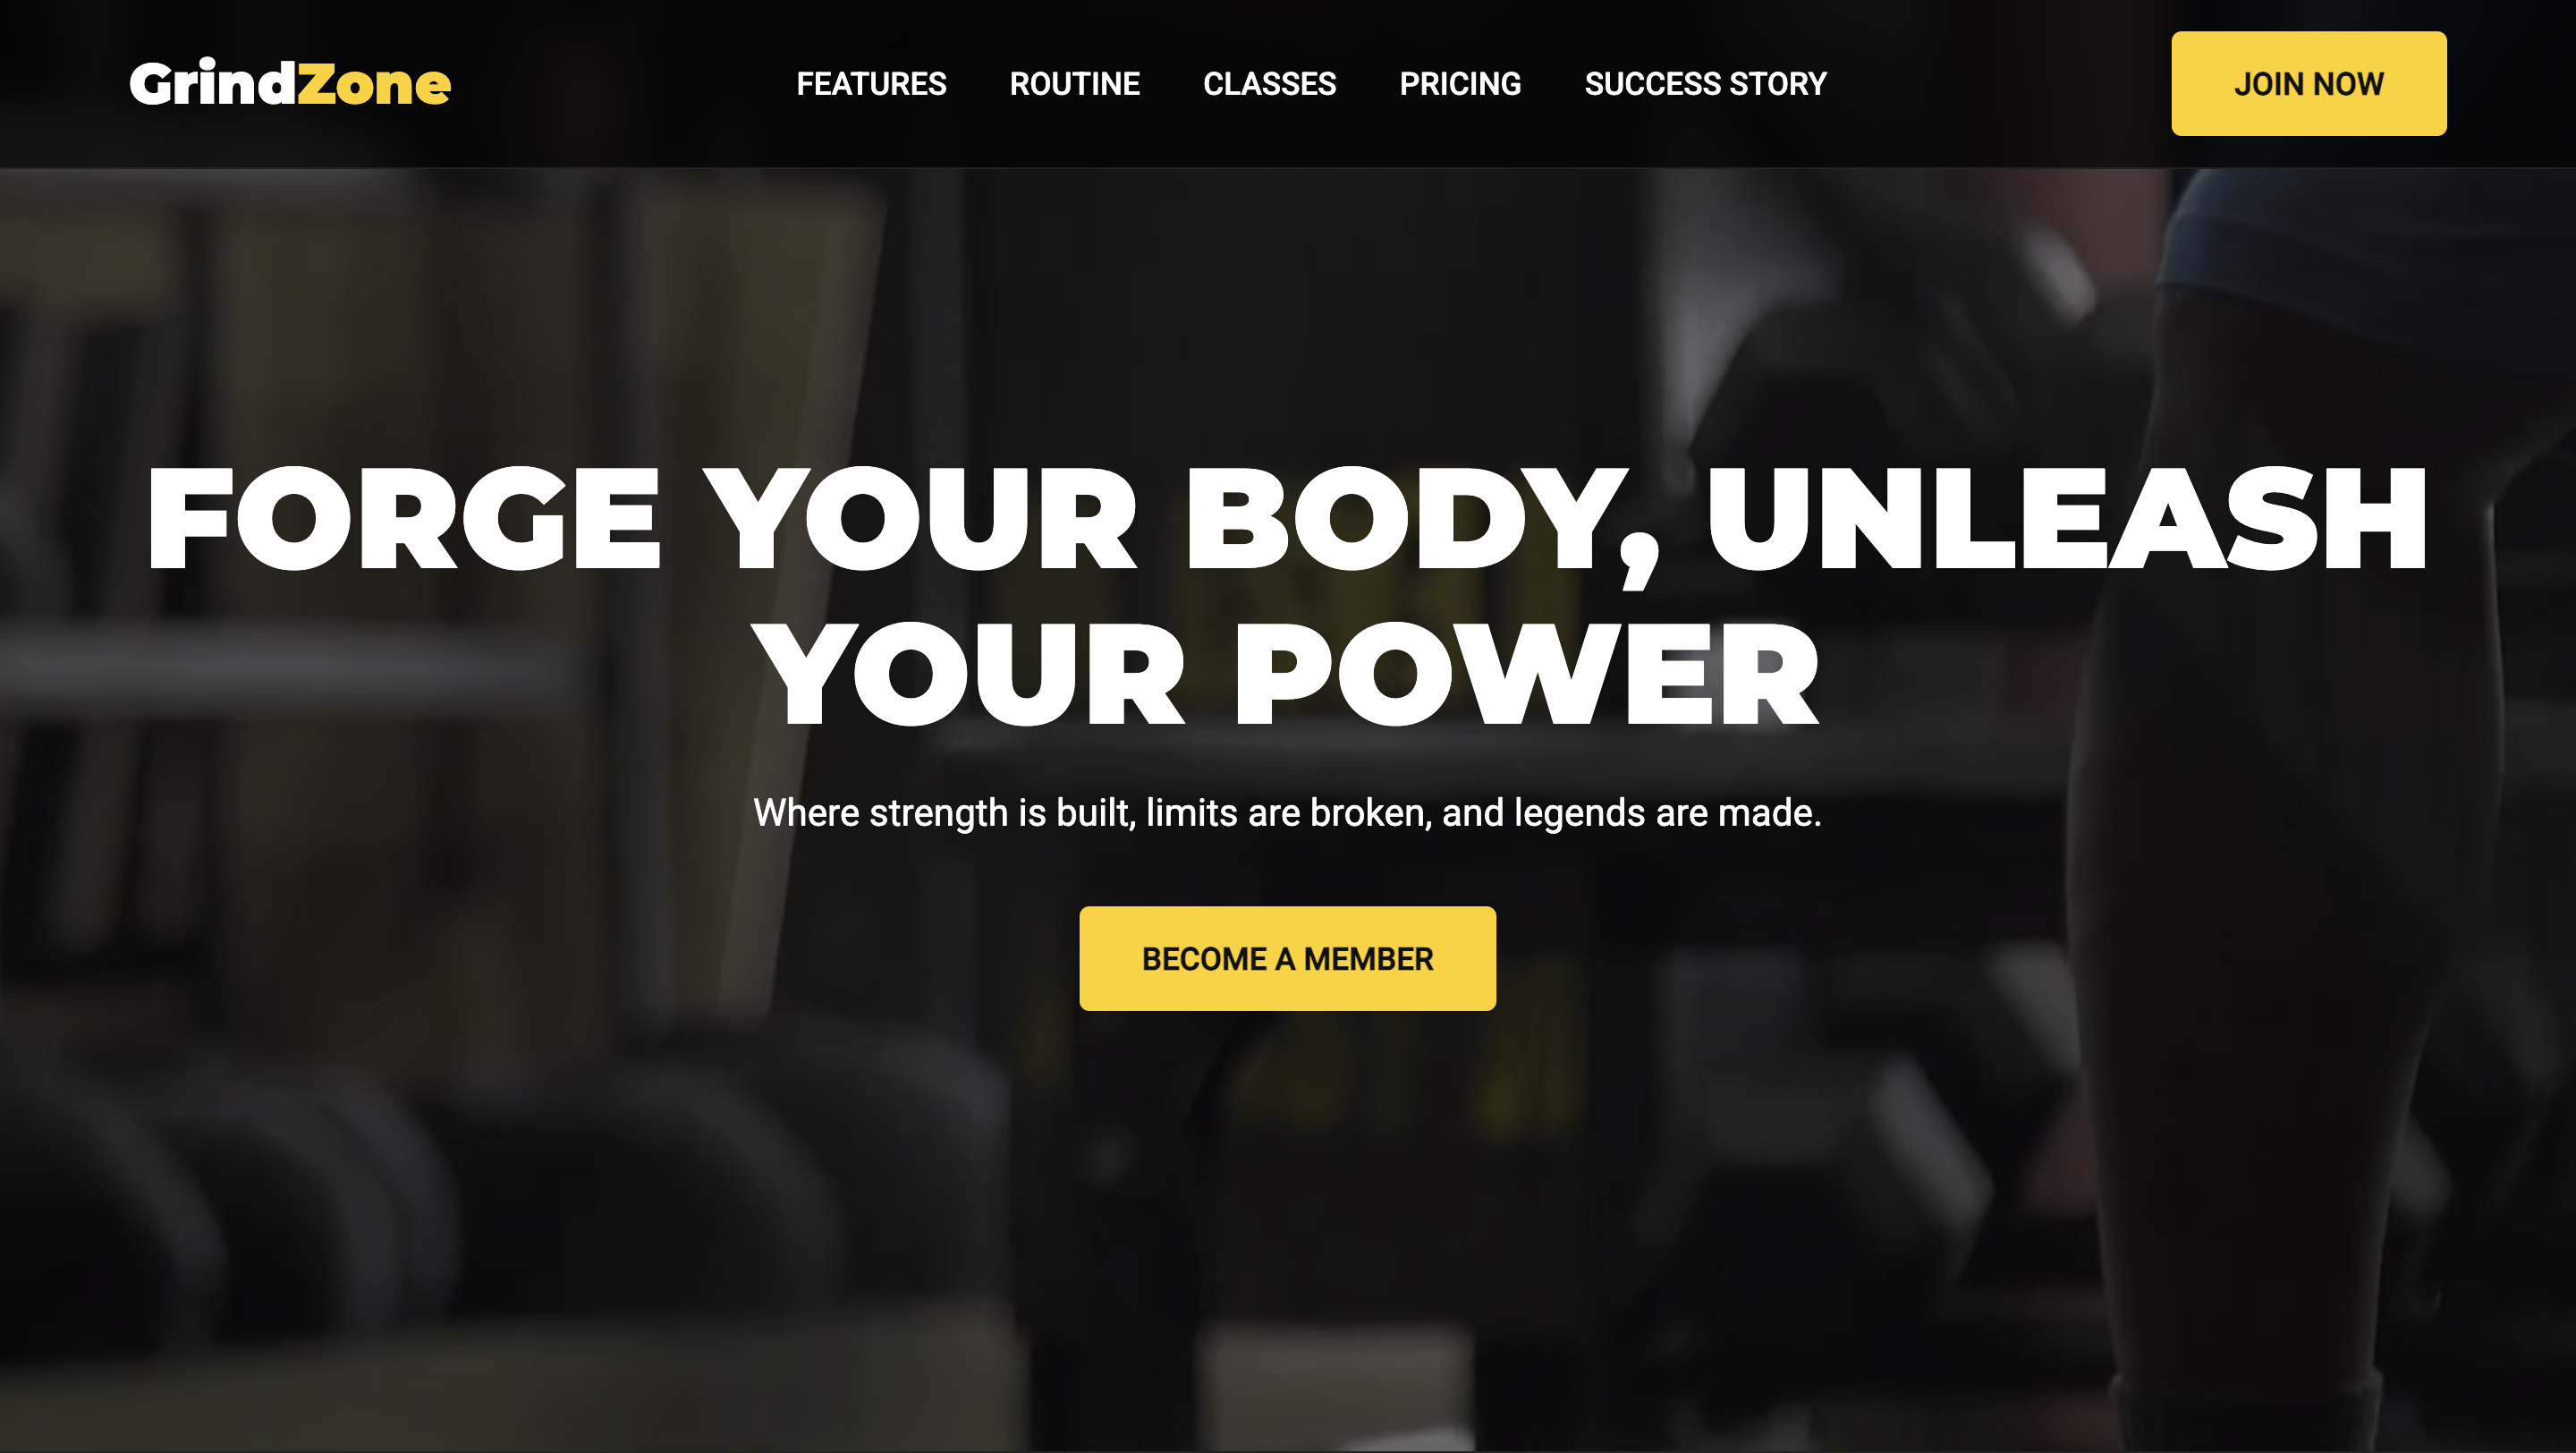 GrindZone
FEATURES
ROUTINE
CLASSES
PRICING
SUCCESS STORY
JOIN NOW
FORGE YOUR BODY, UNLEASH
YOUR POWER
Where strength is built, limits are broken, and legends are made.
BECOME A MEMBER